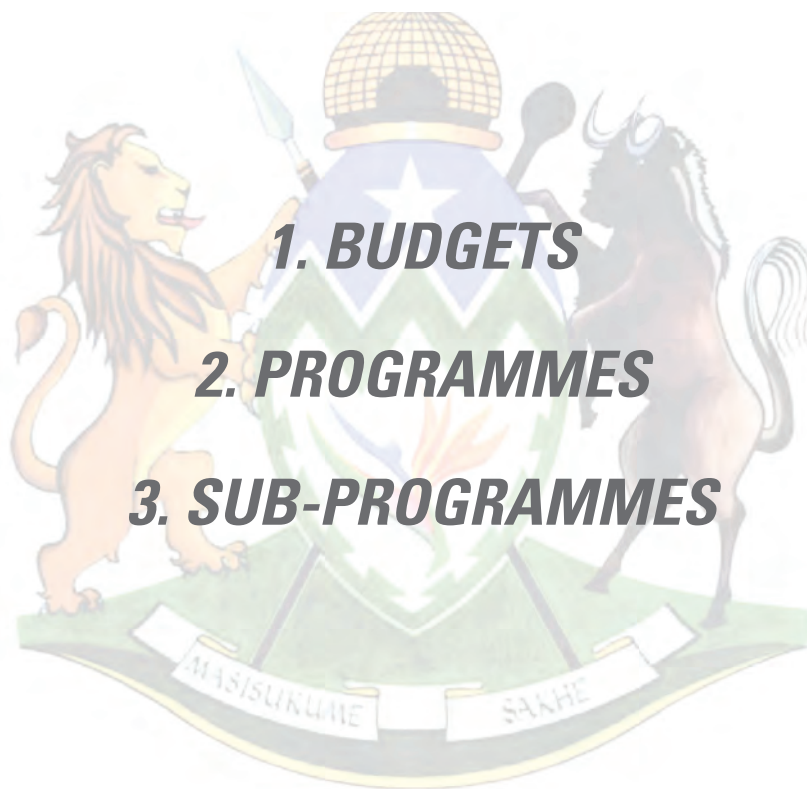 1. BUDGETS
2. PROGRAMMES
3. SUB-PROGRAMMES
MASISUKUME SAKHE